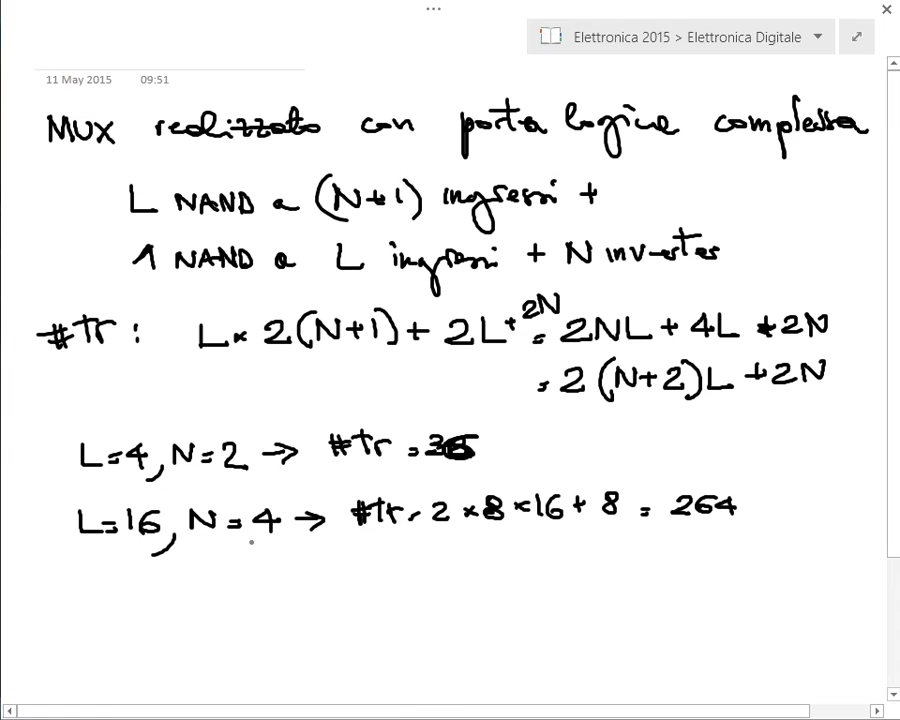 Elettronica 2015 > Elettronica Digitale
11 May 2015 09:51
MUX realizzato con porta logica complessa
L NAND a (N+1) ingressi +
1 NAND a L ingressi + N inverter
#Tr: L × 2(N+1) + 2L + 2N = 2NL + 4L + 2N
= 2(N+2)L + 2N
L=4, N=2 → #Tr =
L=16, N=4 → #Tr = 2 × 8 × 16 + 8 = 264